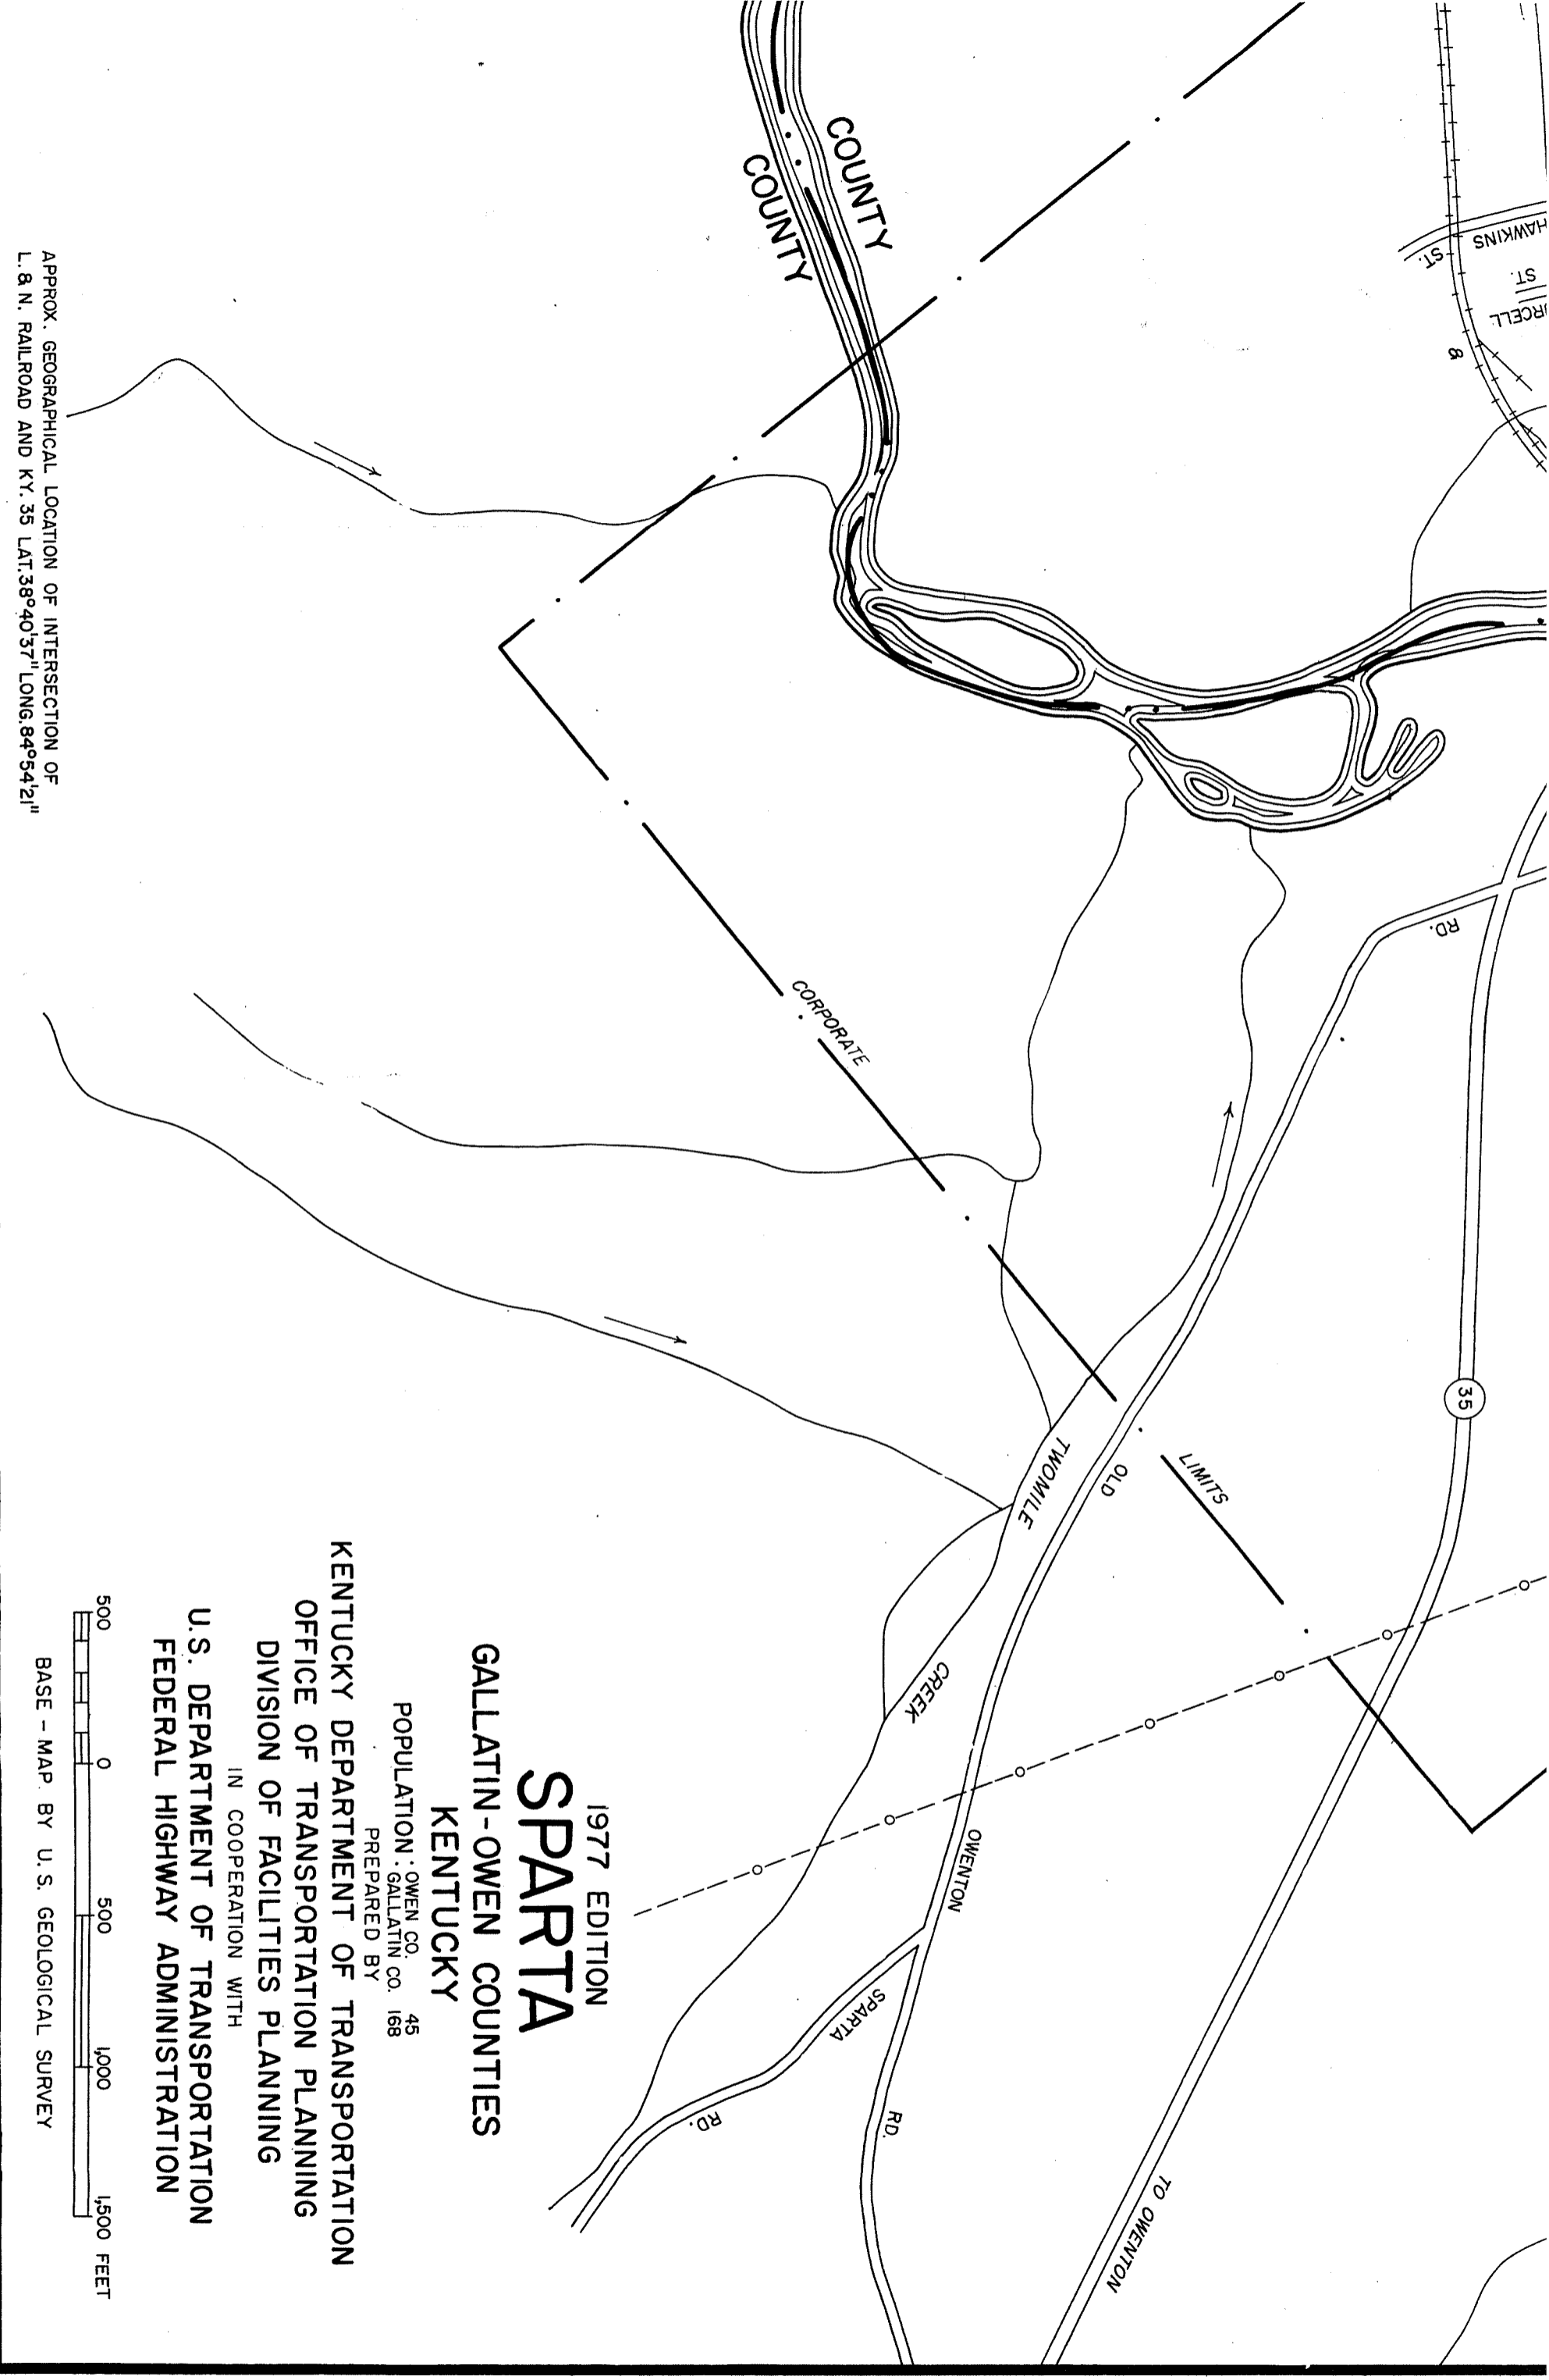 COUNTY
COUNTY
HAWKINS
ST.
ST.
RCELL
&
RD.
35
CORPORATE
LIMITS
TWOMILE
CREEK
OLD
OWENTON
RD.
SPARTA
RD.
TO OWENTON
1977 EDITION
SPARTA
GALLATIN-OWEN COUNTIES
KENTUCKY
POPULATION: OWEN CO. 45
GALLATIN CO. 168
PREPARED BY
KENTUCKY DEPARTMENT OF TRANSPORTATION
OFFICE OF TRANSPORTATION PLANNING
DIVISION OF FACILITIES PLANNING
IN COOPERATION WITH
U.S. DEPARTMENT OF TRANSPORTATION
FEDERAL HIGHWAY ADMINISTRATION
500 0 500 1,000 1,500 FEET
BASE-MAP BY U.S. GEOLOGICAL SURVEY
APPROX. GEOGRAPHICAL LOCATION OF INTERSECTION OF
L. & N. RAILROAD AND KY. 35 LAT.38°40'37" LONG.84°54'21"